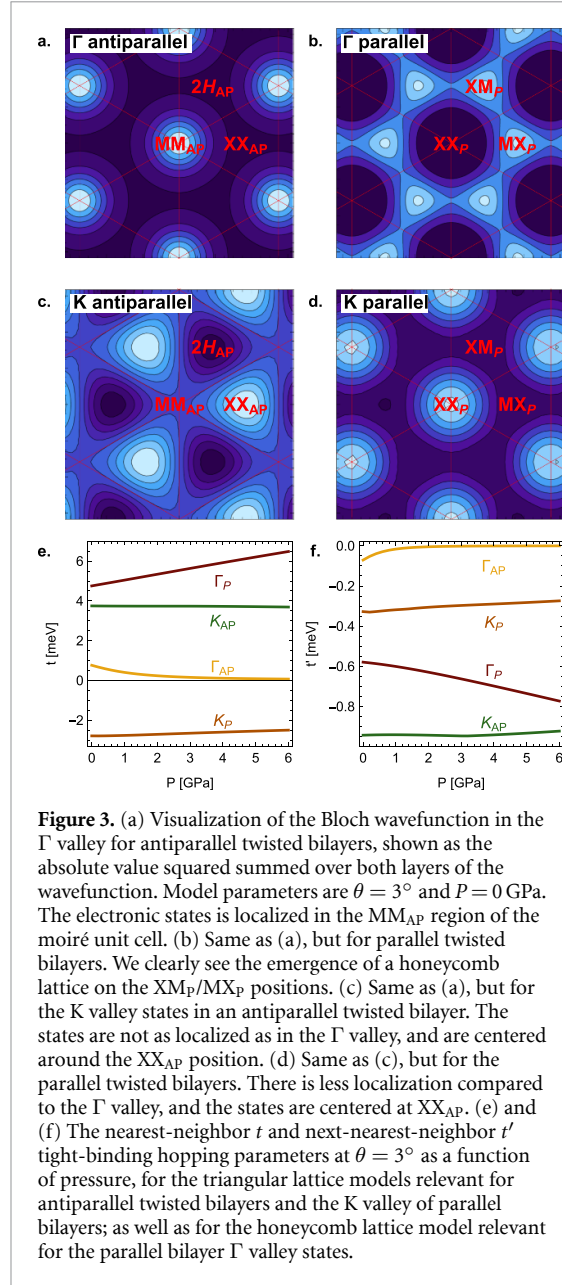 a. Γ antiparallel
2H_AP
MM_AP XX_AP
b. Γ parallel
XM_P
XX_P MX_P
c. K antiparallel
2H_AP
MM_AP XX_AP
d. K parallel
XM_P
XX_P MX_P
e.
t [meV]
6
4
2
0
−2
Γ_P
K_AP
Γ_AP
K_P
0 1 2 3 4 5 6
P [GPa]
f.
t' [meV]
0.0
−0.2
−0.4
−0.6
−0.8
Γ_AP
K_P
Γ_P
K_AP
0 1 2 3 4 5 6
P [GPa]
Figure 3. (a) Visualization of the Bloch wavefunction in the
Γ valley for antiparallel twisted bilayers, shown as the
absolute value squared summed over both layers of the
wavefunction. Model parameters are θ = 3° and P = 0 GPa.
The electronic states is localized in the MM_AP region of the
moiré unit cell. (b) Same as (a), but for parallel twisted
bilayers. We clearly see the emergence of a honeycomb
lattice on the XM_P/MX_P positions. (c) Same as (a), but for
the K valley states in an antiparallel twisted bilayer. The
states are not as localized as in the Γ valley, and are centered
around the XX_AP position. (d) Same as (c), but for the
parallel twisted bilayers. There is less localization compared
to the Γ valley, and the states are centered at XX_AP. (e) and
(f) The nearest-neighbor t and next-nearest-neighbor t′
tight-binding hopping parameters at θ = 3° as a function
of pressure, for the triangular lattice models relevant for
antiparallel twisted bilayers and the K valley of parallel
bilayers; as well as for the honeycomb lattice model relevant
for the parallel bilayer Γ valley states.